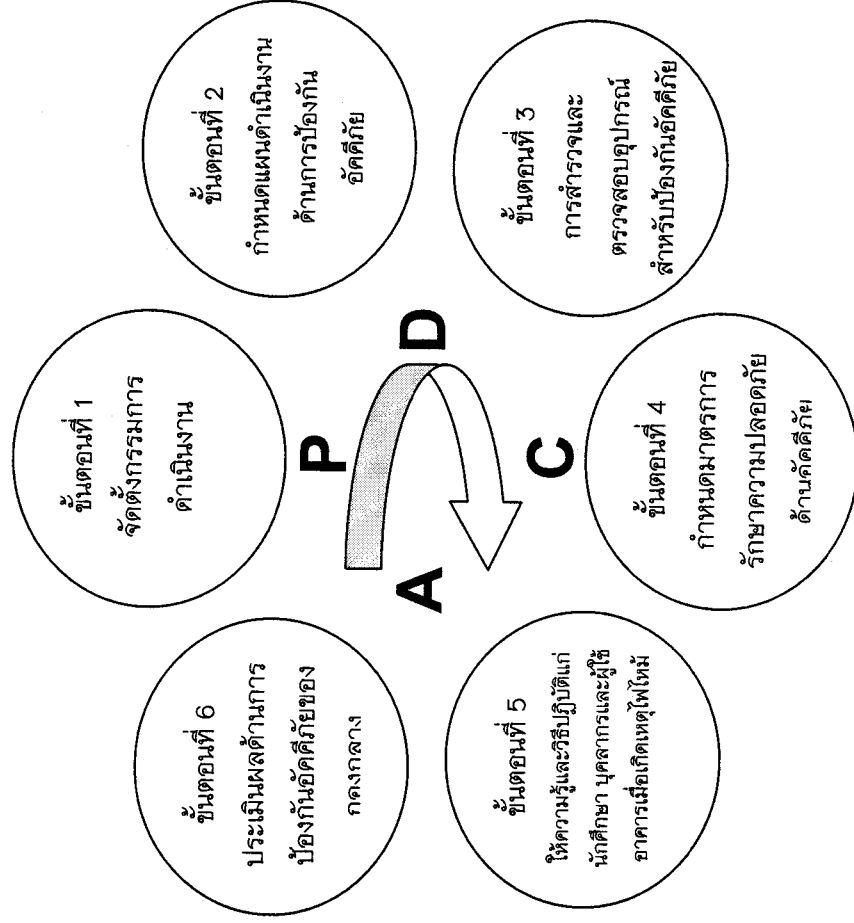 ขั้นตอนที่ 1
จัดตั้งกรรมการ
ดำเนินงาน
ขั้นตอนที่ 2
กำหนดแผนดำเนินงาน
ด้านการป้องกัน
อัคคีภัย
ขั้นตอนที่ 3
การสำรวจและ
ตรวจสอบอุปกรณ์
สำหรับป้องกันอัคคีภัย
ขั้นตอนที่ 4
กำหนดมาตรการ
รักษาความปลอดภัย
ด้านอัคคีภัย
ขั้นตอนที่ 5
ให้ความรู้และวิธีปฏิบัติแก่
นักศึกษา บุคลากรและผู้ใช้
อาคารเมื่อเกิดเหตุไฟไหม้
ขั้นตอนที่ 6
ประเมินผลด้านการ
ป้องกันอัคคีภัยของ
กองกลาง
P
D
C
A